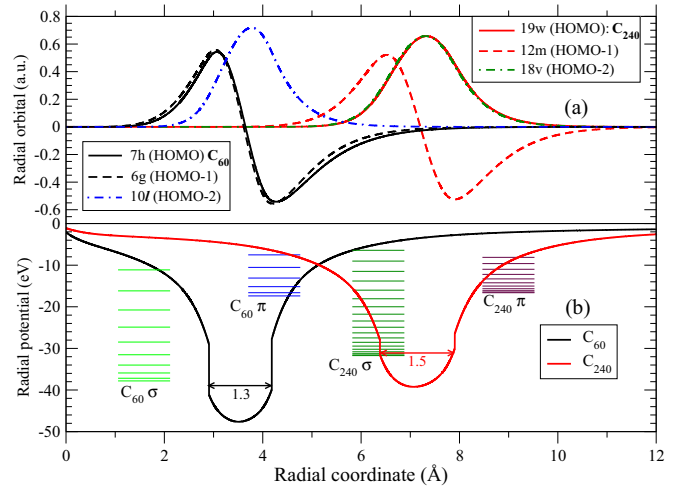 0.8
0.6
0.4
0.2
0
-0.2
-0.4
-0.6
Radial orbital (a.u.)
19w (HOMO): C240
12m (HOMO-1)
18v (HOMO-2)
(a)
7h (HOMO) C60
6g (HOMO-1)
10l (HOMO-2)
0
-10
-20
-30
-40
-50
Radial potential (eV)
C60 σ
C60 π
C240 σ
C240 π
1.3
1.5
(b)
C60
C240
0 2 4 6 8 10 12
Radial coordinate (Å)